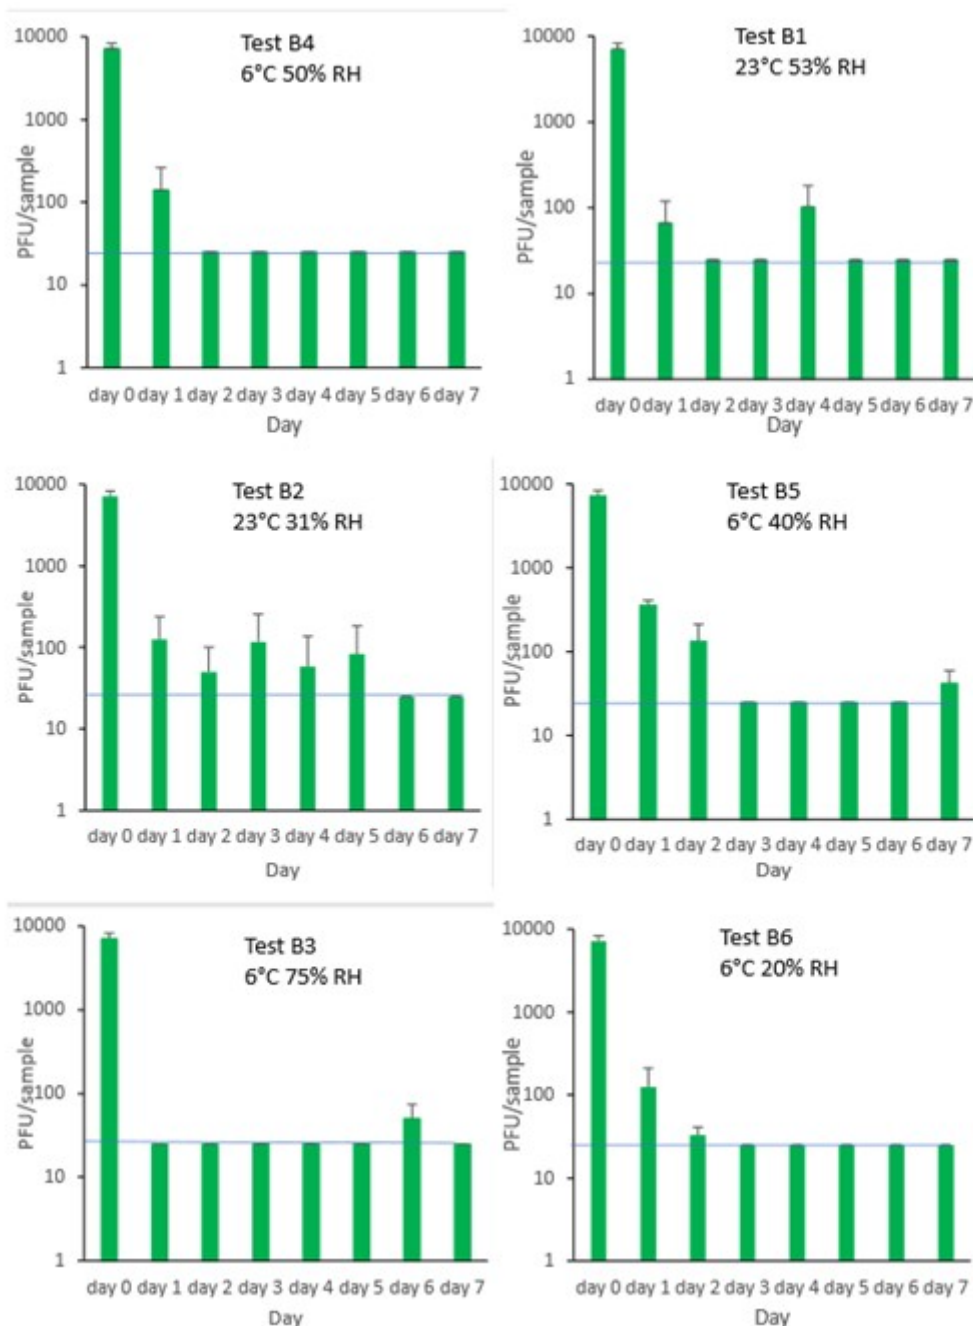 Test B4
6°C 50% RH
PFU/sample
10000
1000
100
10
1
day 0 day 1 day 2 day 3 day 4 day 5 day 6 day 7
Day
Test B1
23°C 53% RH
PFU/sample
10000
1000
100
10
1
day 0 day 1 day 2 day 3 day 4 day 5 day 6 day 7
Day
Test B2
23°C 31% RH
PFU/sample
10000
1000
100
10
1
day 0 day 1 day 2 day 3 day 4 day 5 day 6 day 7
Day
Test B5
6°C 40% RH
PFU/sample
10000
1000
100
10
1
day 0 day 1 day 2 day 3 day 4 day 5 day 6 day 7
Day
Test B3
6°C 75% RH
PFU/sample
10000
1000
100
10
1
day 0 day 1 day 2 day 3 day 4 day 5 day 6 day 7
Day
Test B6
6°C 20% RH
PFU/sample
10000
1000
100
10
1
day 0 day 1 day 2 day 3 day 4 day 5 day 6 day 7
Day